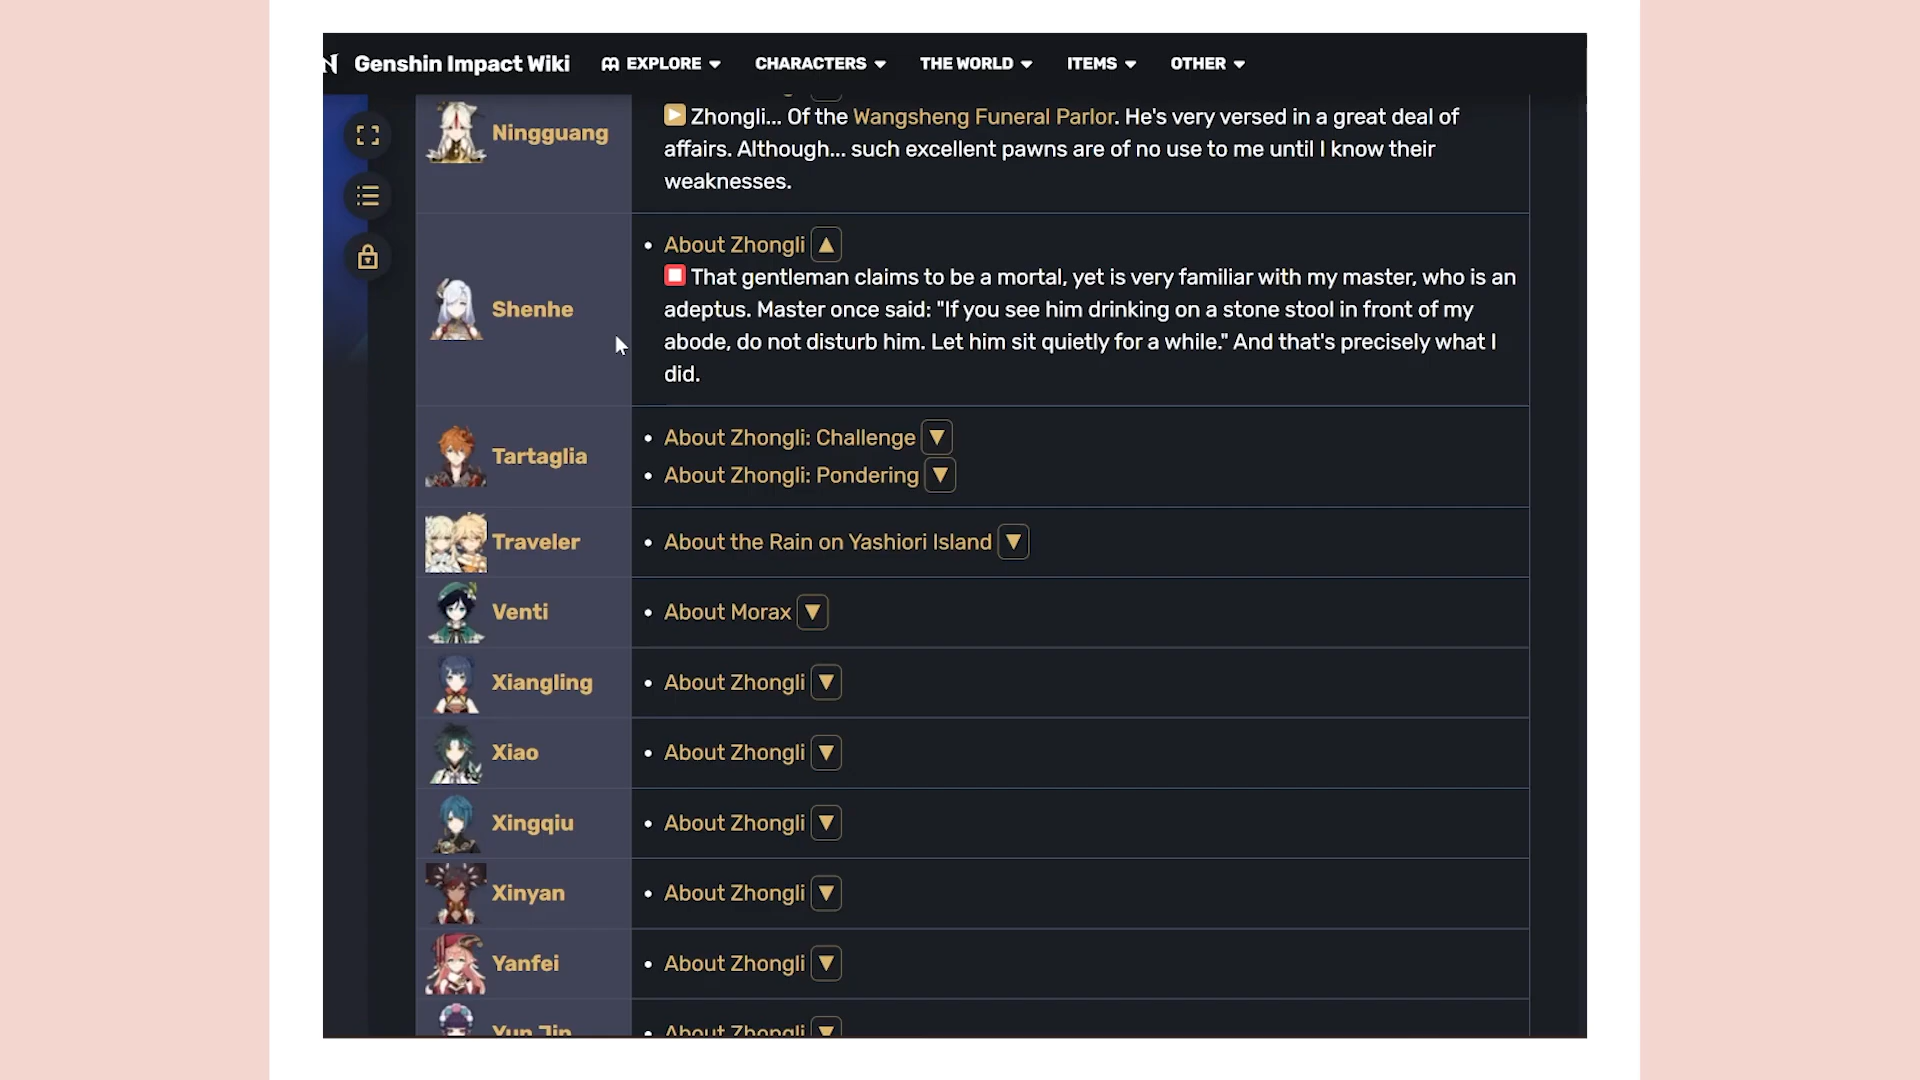 Genshin Impact Wiki EXPLORE CHARACTERS THE WORLD ITEMS OTHER
Ningguang
Zhongli... Of the Wangsheng Funeral Parlor. He's very versed in a great deal of
affairs. Although... such excellent pawns are of no use to me until I know their
weaknesses.
Shenhe
• About Zhongli
That gentleman claims to be a mortal, yet is very familiar with my master, who is an
adeptus. Master once said: "If you see him drinking on a stone stool in front of my
abode, do not disturb him. Let him sit quietly for a while." And that's precisely what I
did.
Tartaglia
• About Zhongli: Challenge
• About Zhongli: Pondering
Traveler
• About the Rain on Yashiori Island
Venti
• About Morax
Xiangling
• About Zhongli
Xiao
• About Zhongli
Xingqiu
• About Zhongli
Xinyan
• About Zhongli
Yanfei
• About Zhongli
Yun Jin
• About Zhongli